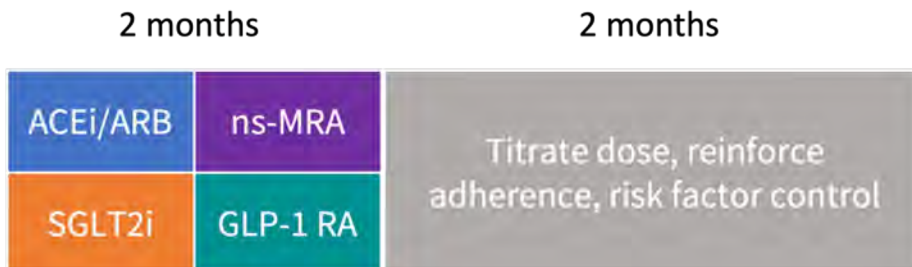 2 months
2 months
ACEi/ARB
ns-MRA
SGLT2i
GLP-1 RA
Titrate dose, reinforce
adherence, risk factor control